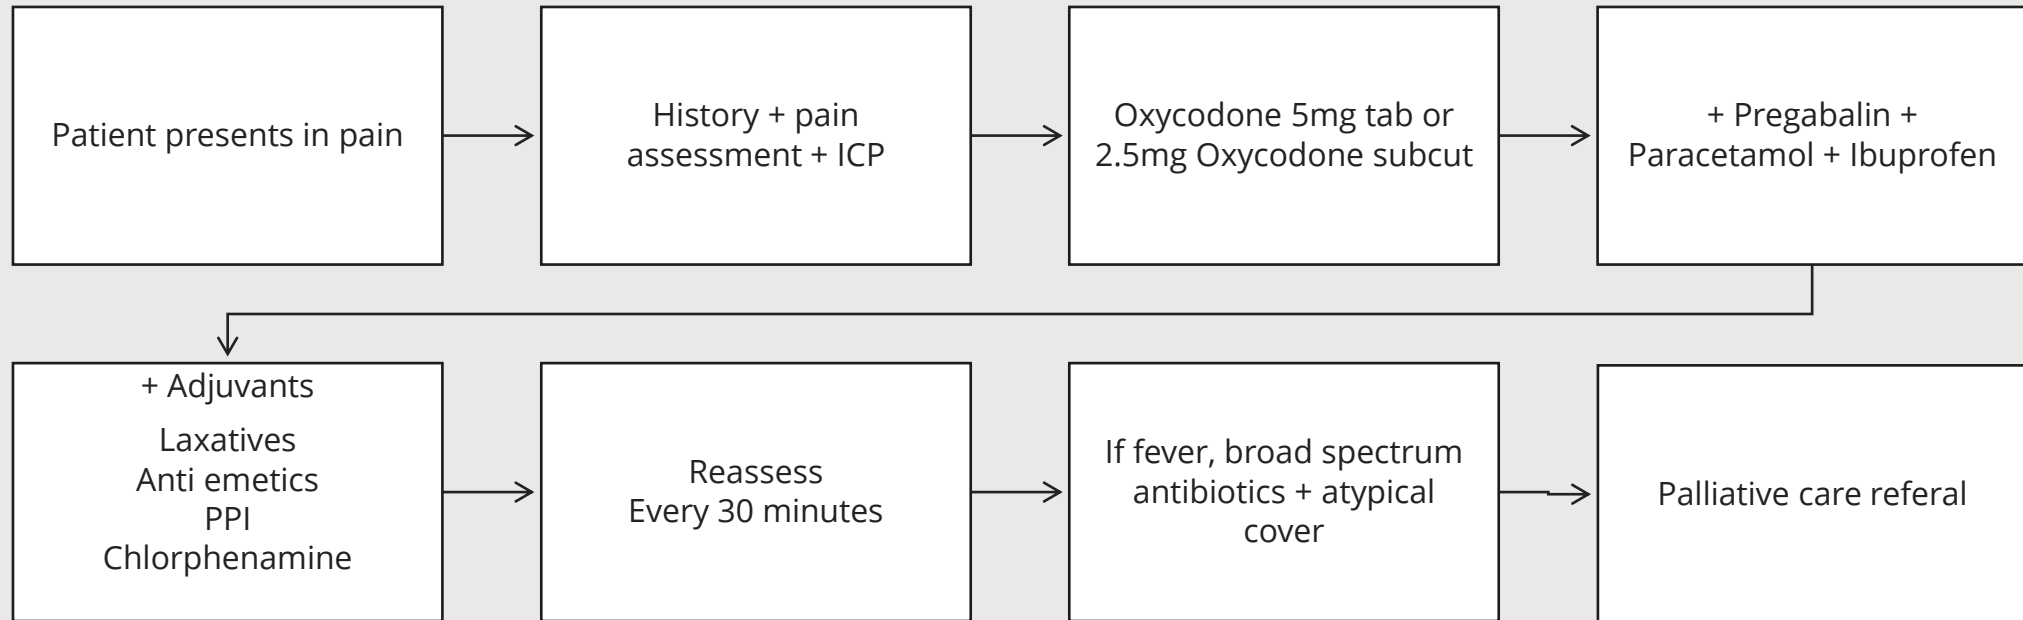 Patient presents in pain
History + pain
assessment + ICP
Oxycodone 5mg tab or
2.5mg Oxycodone subcut
+ Pregabalin +
Paracetamol + Ibuprofen
+ Adjuvants
Laxatives
Anti emetics
PPI
Chlorphenamine
Reassess
Every 30 minutes
If fever, broad spectrum
antibiotics + atypical
cover
Palliative care referal